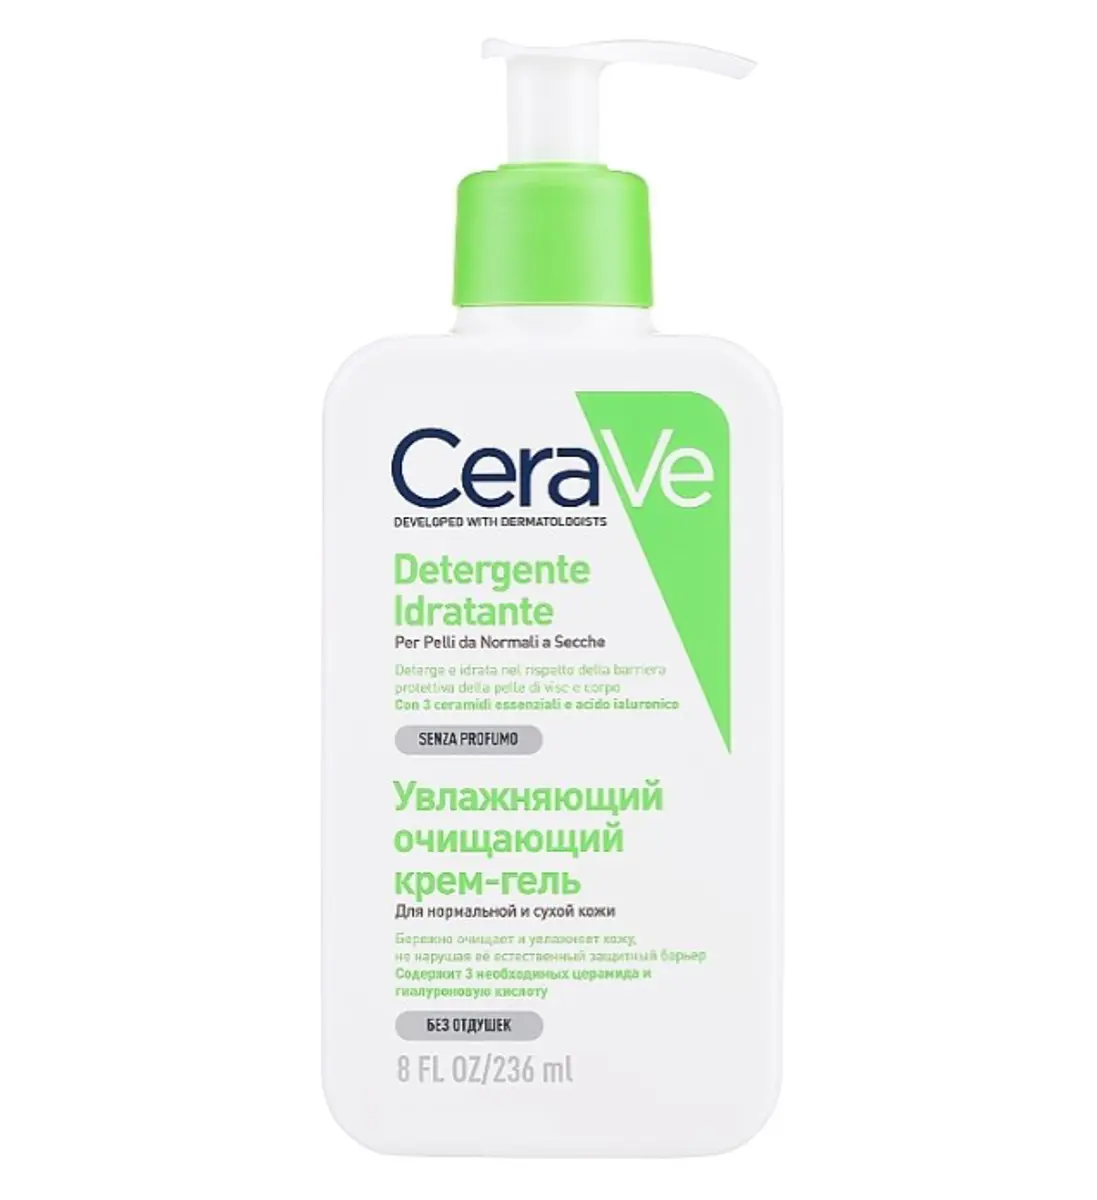 CeraVe
DEVELOPED WITH DERMATOLOGISTS
Detergente
Idratante
Per Pelli da Normali a Secche
Deterge e idrata nel rispetto della barriera
protettiva della pelle di viso e corpo
Con 3 ceramidi essenziali e acido ialuronico
SENZA PROFUMO
Увлажняющий
очищающий
крем-гель
Для нормальной и сухой кожи
Бережно очищает и увлажняет кожу,
не нарушая её естественный защитный барьер
Содержит 3 необходимых церамида и
гиалуроновую кислоту
БЕЗ ОТДУШЕК
8 FL OZ/236 ml